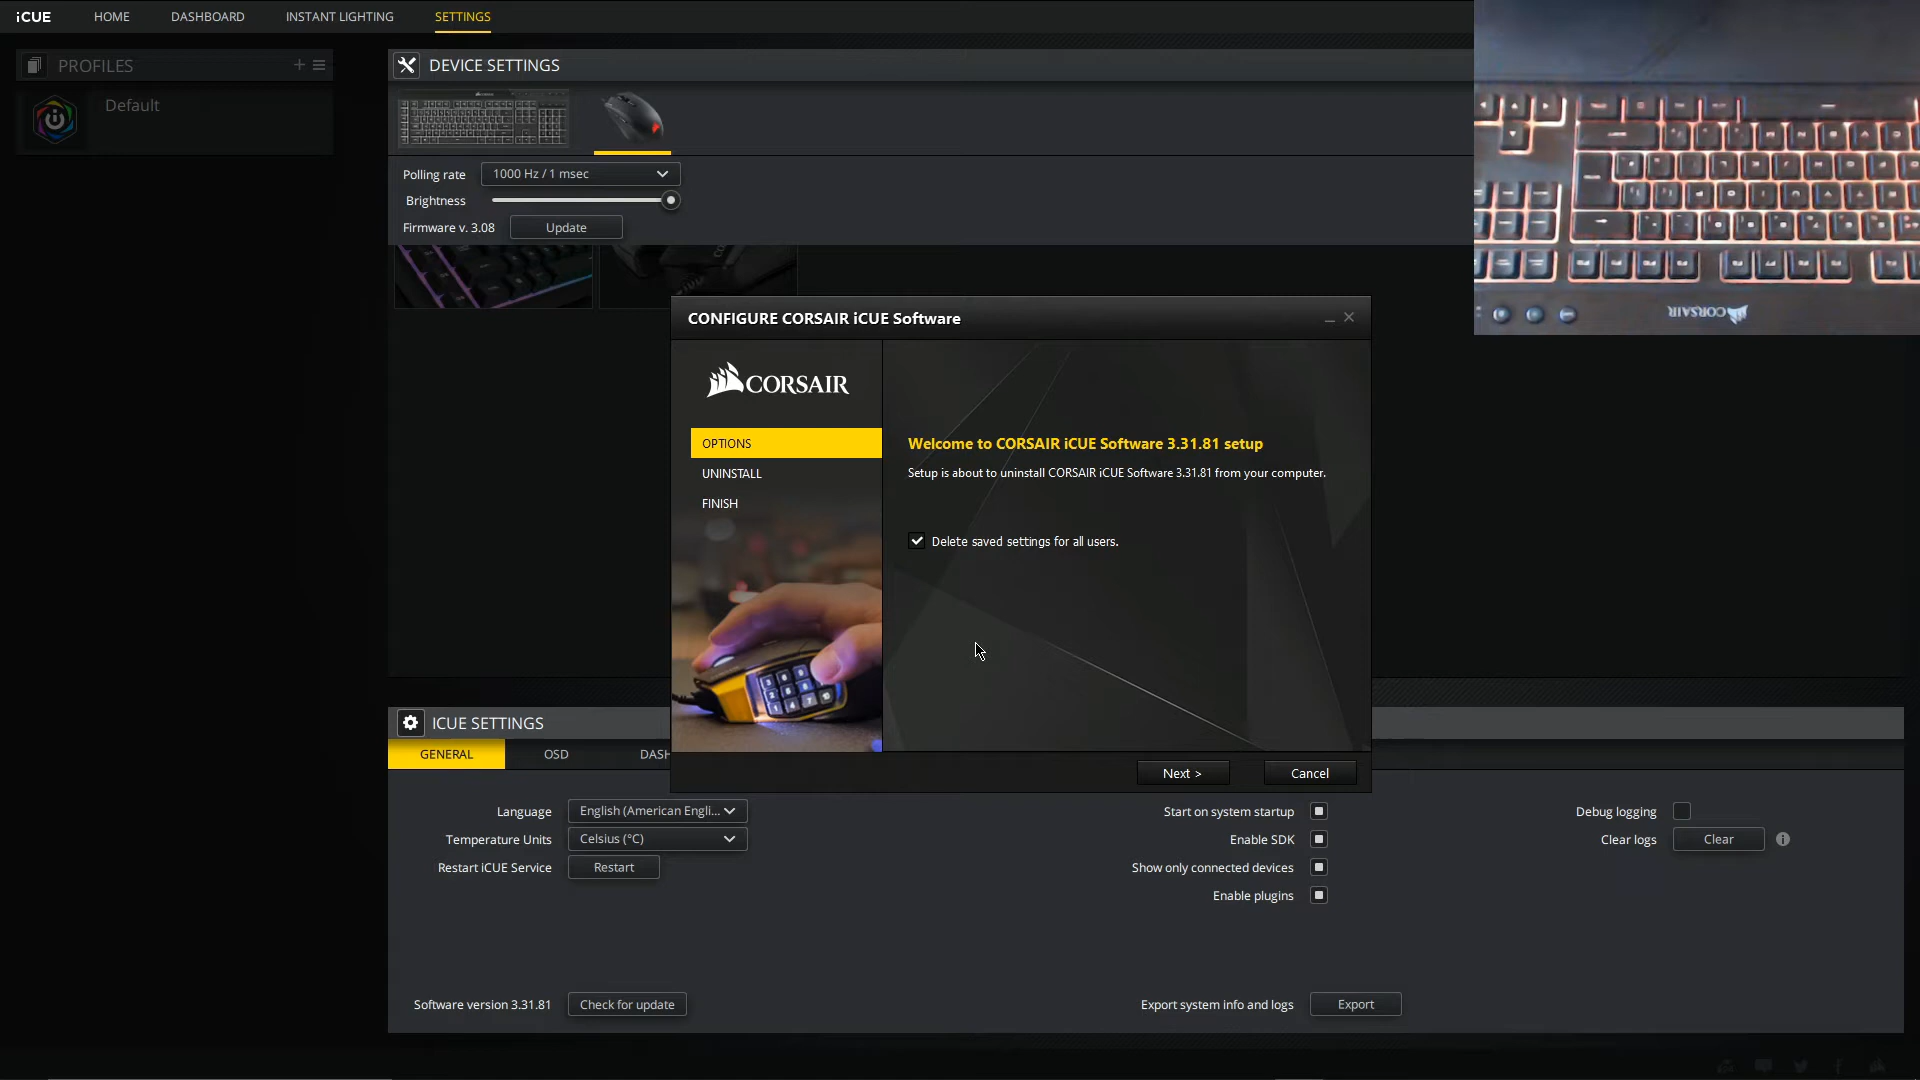 iCUE
HOME
DASHBOARD
INSTANT LIGHTING
SETTINGS
PROFILES
Default
DEVICE SETTINGS
Polling rate
1000 Hz / 1 msec
Brightness
Firmware v. 3.08
Update
CONFIGURE CORSAIR iCUE Software
CORSAIR
OPTIONS
UNINSTALL
FINISH
Welcome to CORSAIR iCUE Software 3.31.81 setup
Setup is about to uninstall CORSAIR iCUE Software 3.31.81 from your computer.
Delete saved settings for all users.
Next >
Cancel
CORSAIR
ICUE SETTINGS
GENERAL
OSD
DASH
Language
English (American Engli...
Temperature Units
Celsius (°C)
Restart iCUE Service
Restart
Start on system startup
Enable SDK
Show only connected devices
Enable plugins
Debug logging
Clear logs
Clear
Software version 3.31.81
Check for update
Export system info and logs
Export